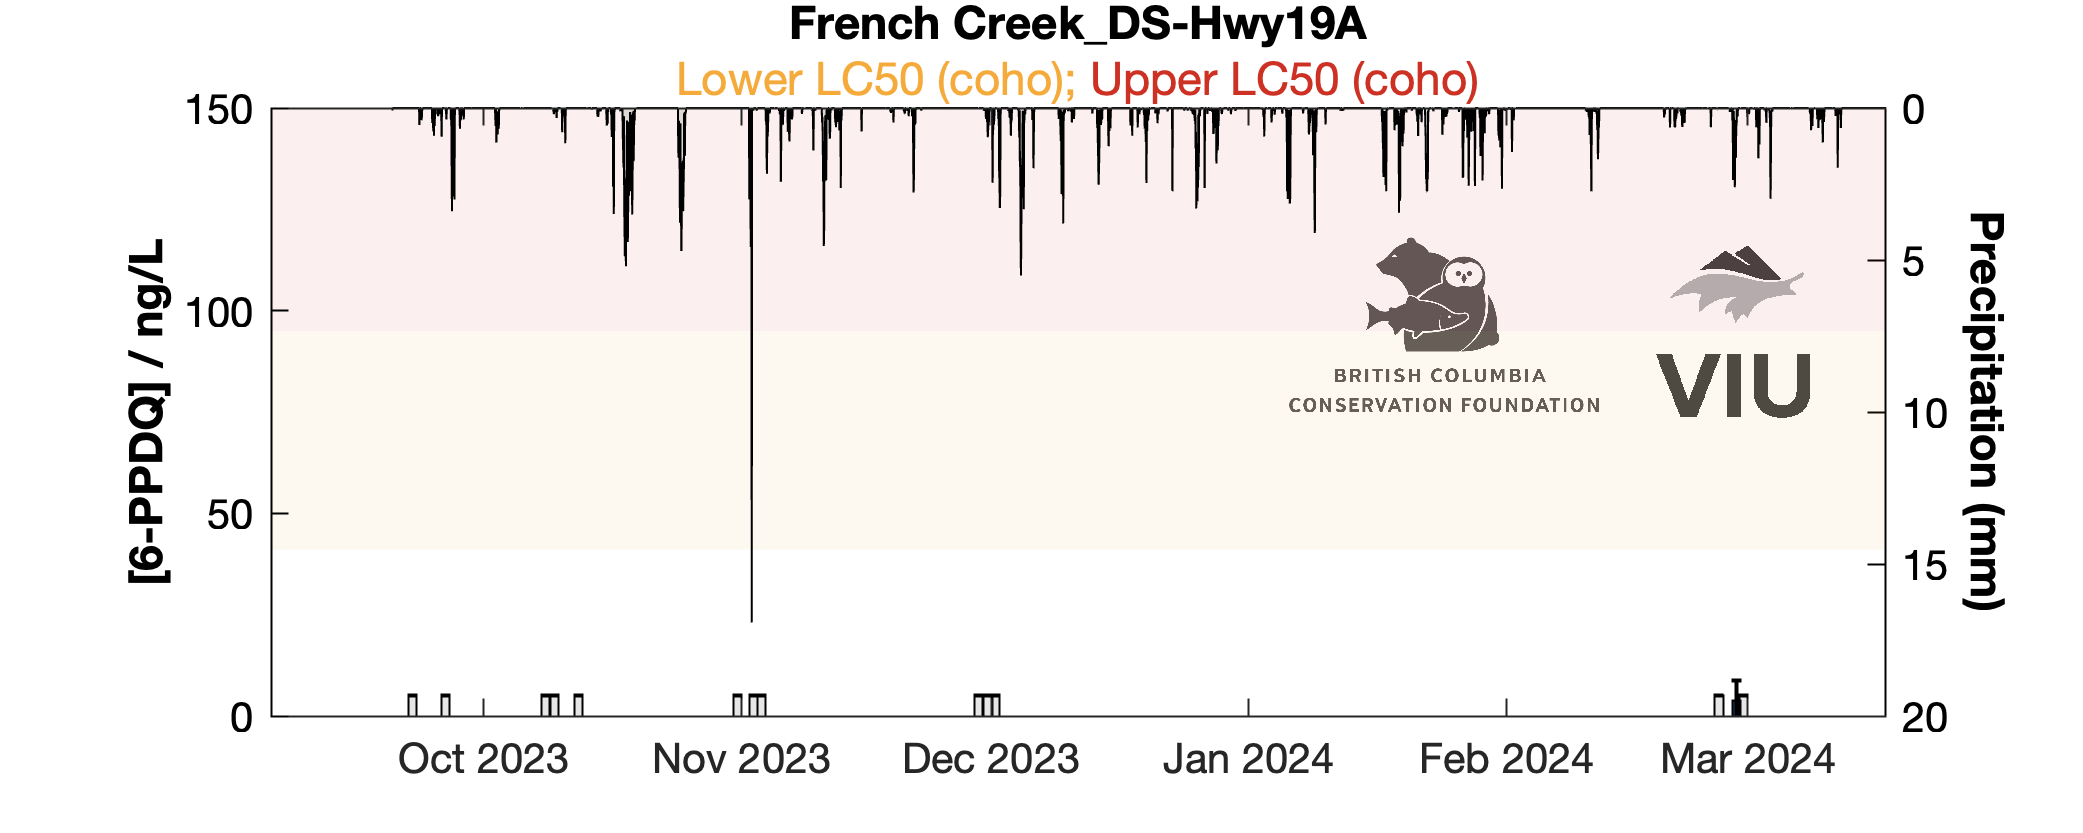 French Creek_DS-Hwy19A
Lower LC50 (coho); Upper LC50 (coho)
150
100
50
0
[6-PPDQ] / ng/L
0
5
10
15
20
Precipitation (mm)
BRITISH COLUMBIA
CONSERVATION FOUNDATION
VIU
Oct 2023
Nov 2023
Dec 2023
Jan 2024
Feb 2024
Mar 2024